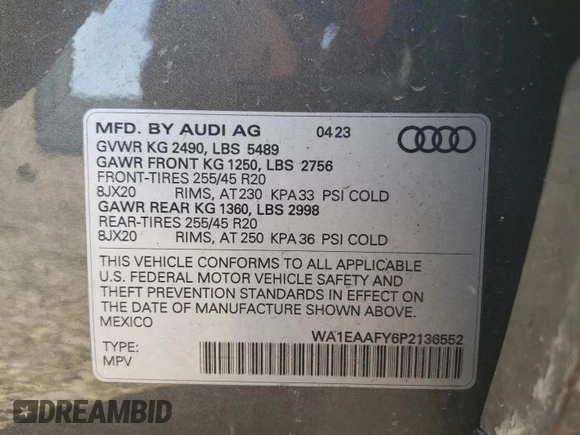 MFD. BY AUDI AG 04 23
GVWR KG 2490, LBS 5489
GAWR FRONT KG 1250, LBS 2756
FRONT-TIRES 255/45 R20
8JX20 RIMS, AT 230 KPA 33 PSI COLD
GAWR REAR KG 1360, LBS 2998
REAR-TIRES 255/45 R20
8JX20 RIMS, AT 250 KPA 36 PSI COLD
THIS VEHICLE CONFORMS TO ALL APPLICABLE
U.S. FEDERAL MOTOR VEHICLE SAFETY AND
THEFT PREVENTION STANDARDS IN EFFECT ON
THE DATE OF MANUFACTURE SHOWN ABOVE.
MEXICO
WA1EAAFY6P2136552
TYPE:
MPV
DREAMBID